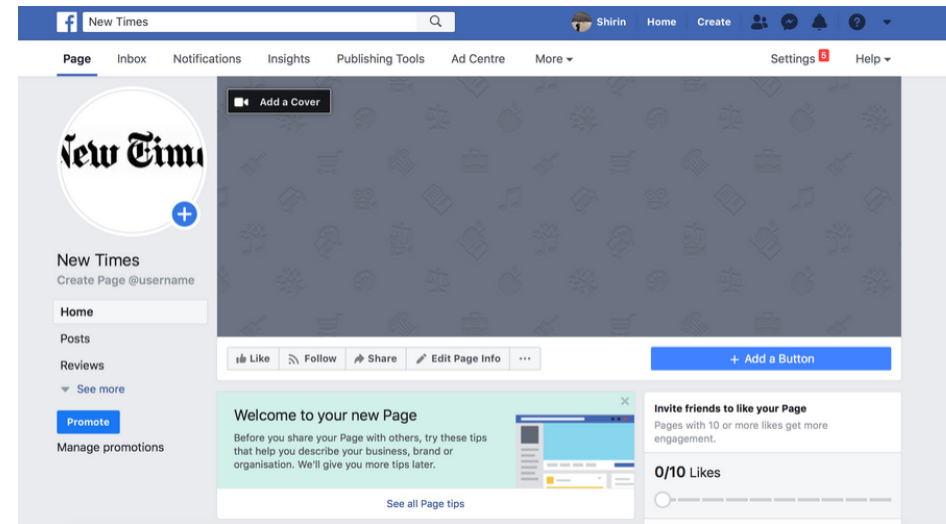 New Times
Shirin Home Create
Page Inbox Notifications Insights Publishing Tools Ad Centre More Settings 5 Help
Add a Cover
New Time
New Times
Create Page @username
Home
Posts
Reviews
See more
Promote
Manage promotions
Like Follow Share Edit Page Info ...
+ Add a Button
Welcome to your new Page
Before you share your Page with others, try these tips
that help you describe your business, brand or
organisation. We'll give you more tips later.
See all Page tips
Invite friends to like your Page
Pages with 10 or more likes get more
engagement.
0/10 Likes